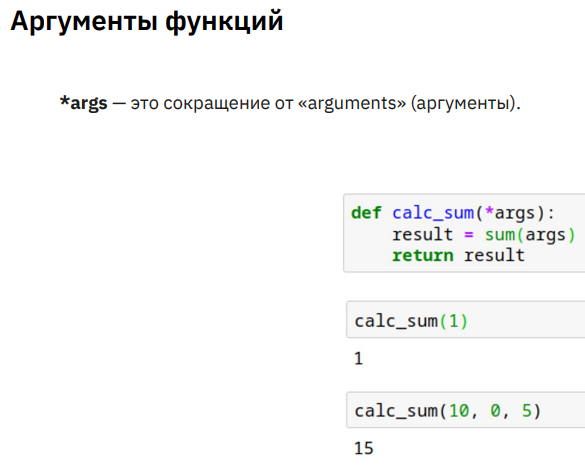 Аргументы функций
*args — это сокращение от «arguments» (аргументы).
def calc_sum(*args):
    result = sum(args)
    return result
calc_sum(1)
1
calc_sum(10, 0, 5)
15